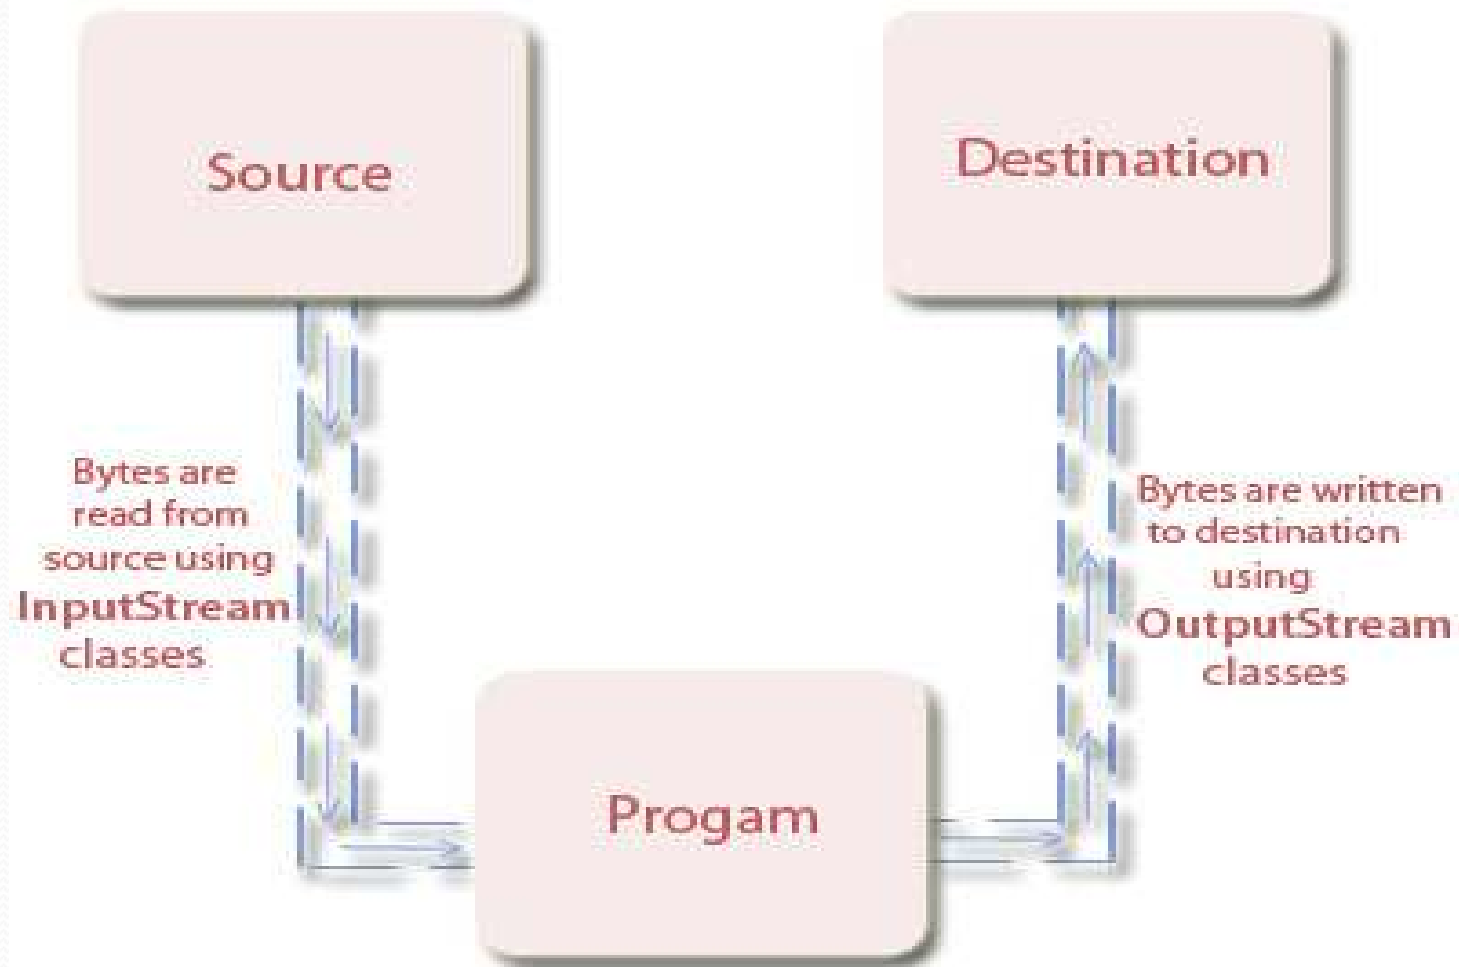 Source
Destination
Bytes are
read from
source using
InputStream
classes
Bytes are written
to destination
using
OutputStream
classes
Progam